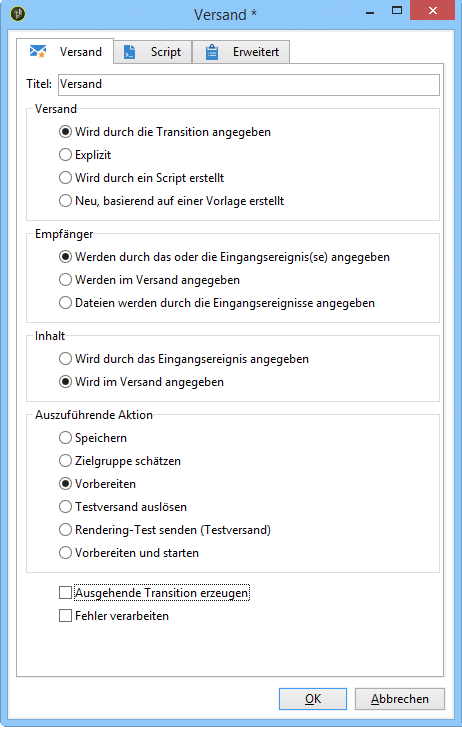 Versand *
Versand
Script
Erweitert
Titel: Versand
Versand
Wird durch die Transition angegeben
Explizit
Wird durch ein Script erstellt
Neu, basierend auf einer Vorlage erstellt
Empfänger
Werden durch das oder die Eingangsereignis(se) angegeben
Werden im Versand angegeben
Dateien werden durch die Eingangsereignisse angegeben
Inhalt
Wird durch das Eingangsereignis angegeben
Wird im Versand angegeben
Auszuführende Aktion
Speichern
Zielgruppe schätzen
Vorbereiten
Testversand auslösen
Rendering-Test senden (Testversand)
Vorbereiten und starten
Ausgehende Transition erzeugen
Fehler verarbeiten
OK
Abbrechen